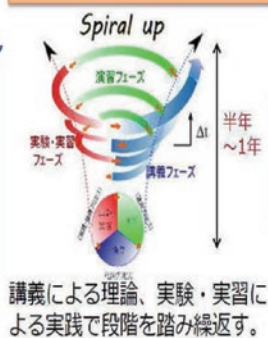 Spiral up
演習フェーズ
実験・実習
フェーズ
Δt
半年
～1年
講義フェーズ
講義による理論、実験・実習に
よる実践で段階を踏み繰返す。